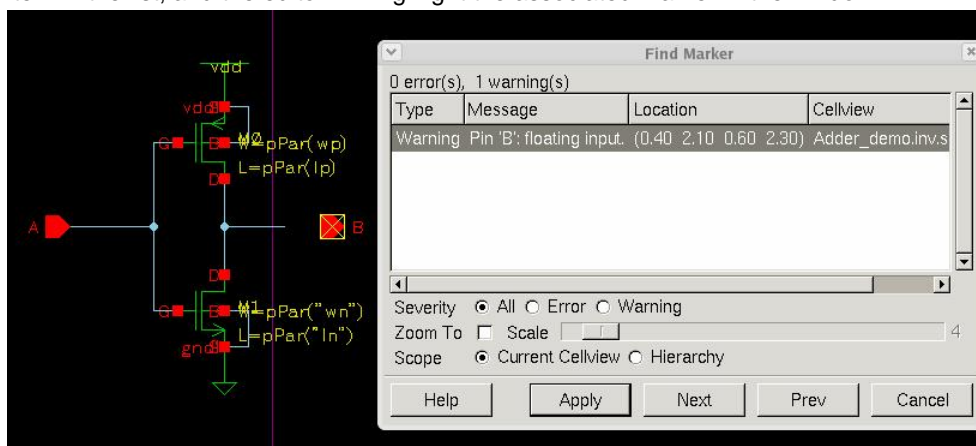 vdd
vdd
G
D
W=pPar(wp)
L=pPar(lp)
A
B
D
G
W=pPar("wn")
L=pPar("ln")
gnd
Find Marker
0 error(s), 1 warning(s)
Type Message Location Cellview
Warning Pin 'B': floating input. (0.40 2.10 0.60 2.30) Adder_demo.inv.s
Severity All Error Warning
Zoom To Scale 4
Scope Current Cellview Hierarchy
Help Apply Next Prev Cancel